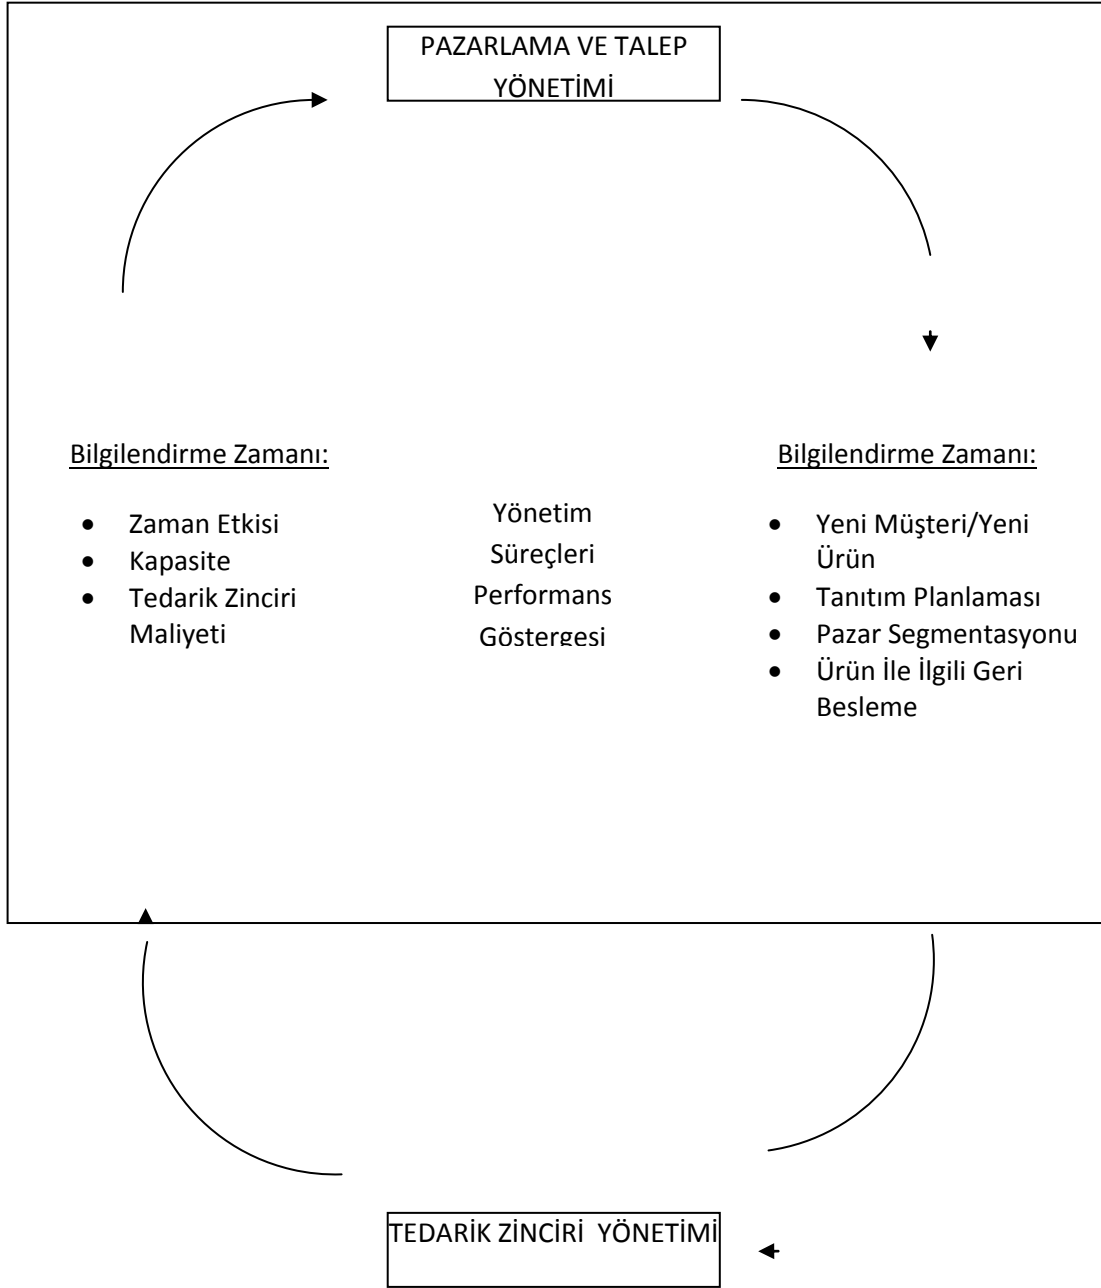 PAZARLAMA VE TALEP
YÖNETİMİ
Bilgilendirme Zamanı:
• Zaman Etkisi
• Kapasite
• Tedarik Zinciri
Maliyeti
Yönetim
Süreçleri
Performans
Göstergesi
Bilgilendirme Zamanı:
• Yeni Müşteri/Yeni
Ürün
• Tanıtım Planlaması
• Pazar Segmentasyonu
• Ürün İle İlgili Geri
Besleme
TEDARİK ZİNCİRİ YÖNETİMİ